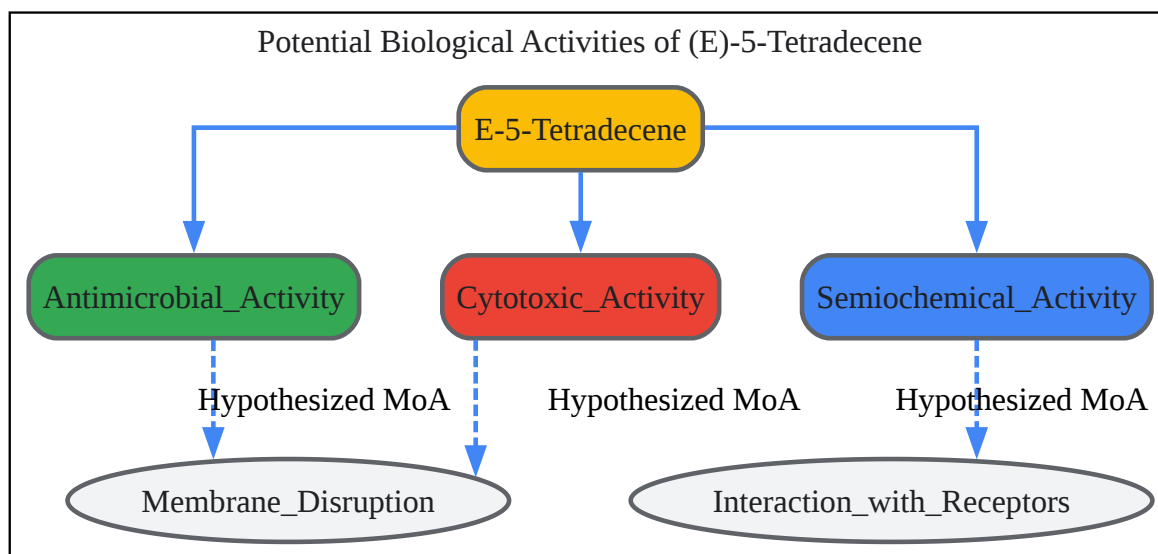 Potential Biological Activities of (E)-5-Tetradecene
E-5-Tetradecene
Antimicrobial_Activity
Cytotoxic_Activity
Semiochemical_Activity
Hypothesized MoA
Hypothesized MoA
Hypothesized MoA
Membrane_Disruption
Interaction_with_Receptors